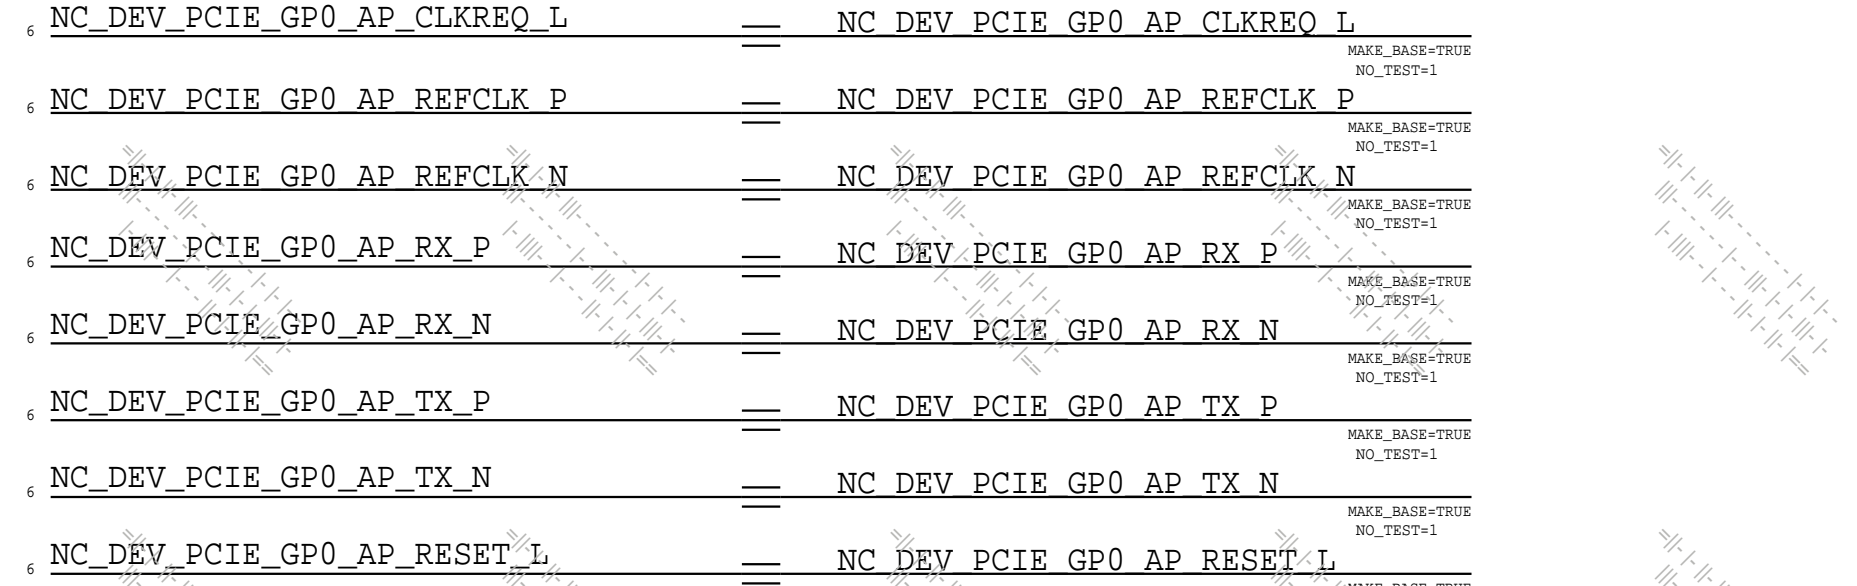 6 NC_DEV_PCIE_GP0_AP_CLKREQ_L NC_DEV_PCIE_GP0_AP_CLKREQ_L
MAKE_BASE=TRUE
NO_TEST=1
6 NC_DEV_PCIE_GP0_AP_REFCLK_P NC_DEV_PCIE_GP0_AP_REFCLK_P
MAKE_BASE=TRUE
NO_TEST=1
6 NC_DEV_PCIE_GP0_AP_REFCLK_N NC_DEV_PCIE_GP0_AP_REFCLK_N
MAKE_BASE=TRUE
NO_TEST=1
6 NC_DEV_PCIE_GP0_AP_RX_P NC_DEV_PCIE_GP0_AP_RX_P
MAKE_BASE=TRUE
NO_TEST=1
6 NC_DEV_PCIE_GP0_AP_RX_N NC_DEV_PCIE_GP0_AP_RX_N
MAKE_BASE=TRUE
NO_TEST=1
6 NC_DEV_PCIE_GP0_AP_TX_P NC_DEV_PCIE_GP0_AP_TX_P
MAKE_BASE=TRUE
NO_TEST=1
6 NC_DEV_PCIE_GP0_AP_TX_N NC_DEV_PCIE_GP0_AP_TX_N
MAKE_BASE=TRUE
NO_TEST=1
6 NC_DEV_PCIE_GP0_AP_RESET_L NC_DEV_PCIE_GP0_AP_RESET_L